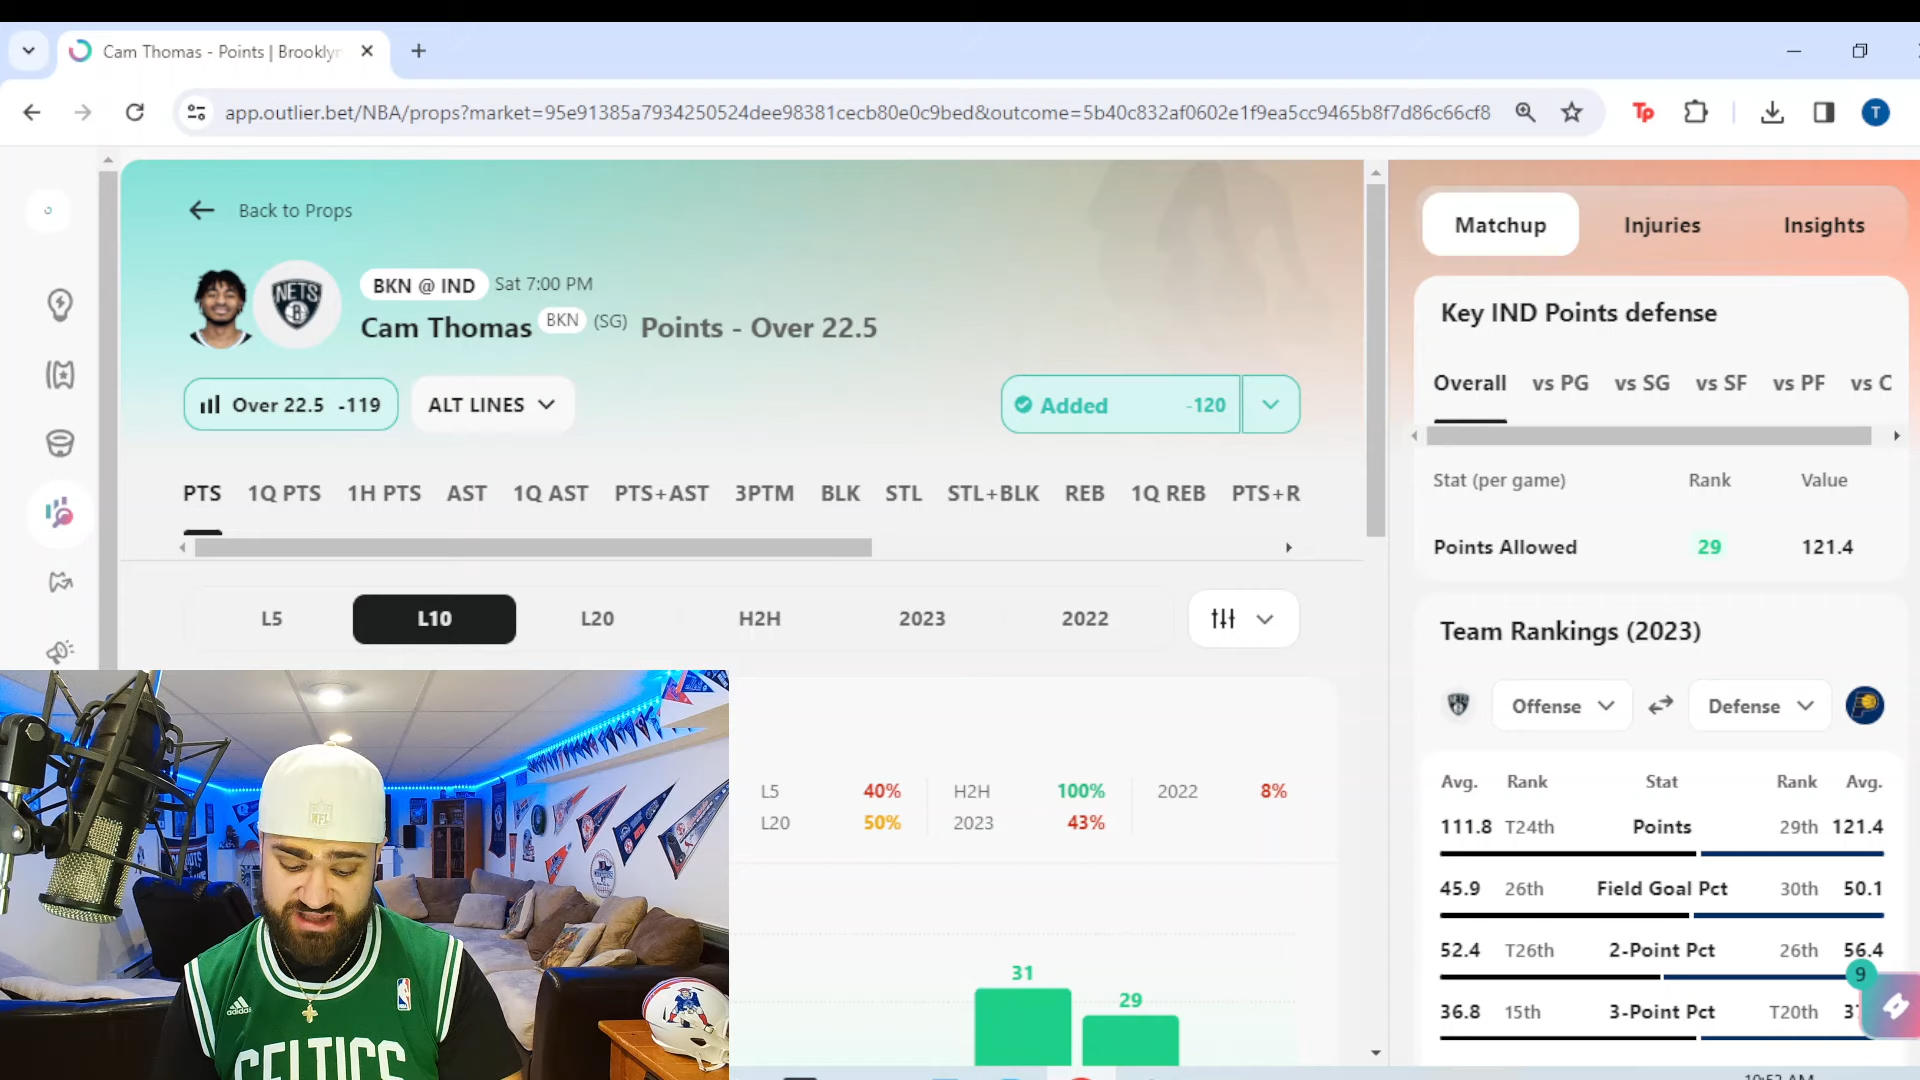 Cam Thomas - Points | Brooklyn
app.outlier.bet/NBA/props?market=95e91385a7934250524dee98381cecb80e0c9bed&outcome=5b40c832af0602e1f9ea5cc9465b8f7d86c66cf8
Tp
T
Back to Props
NETS
B
BKN @ IND Sat 7:00 PM
Cam Thomas BKN (SG) Points - Over 22.5
Over 22.5 -119
ALT LINES
Added -120
PTS 1Q PTS 1H PTS AST 1Q AST PTS+AST 3PTM BLK STL STL+BLK REB 1Q REB PTS+R
L5 L10 L20 H2H 2023 2022
L5 40% H2H 100% 2022 8%
L20 50% 2023 43%
31
29
Matchup Injuries Insights
Key IND Points defense
Overall vs PG vs SG vs SF vs PF vs C
Stat (per game) Rank Value
Points Allowed 29 121.4
Team Rankings (2023)
Offense Defense
Avg. Rank Stat Rank Avg.
111.8 T24th Points 29th 121.4
45.9 26th Field Goal Pct 30th 50.1
52.4 T26th 2-Point Pct 26th 56.4
9
36.8 15th 3-Point Pct T20th
NFL
adidas
NBA
CELTICS